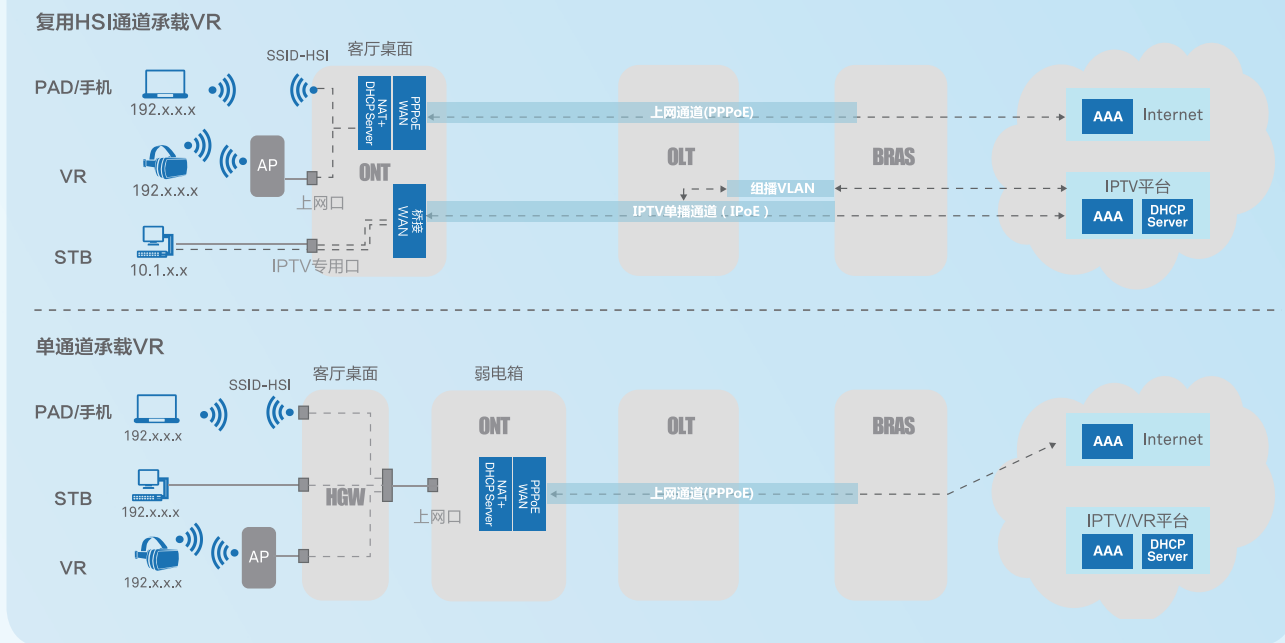 复用HSI通道承载VR
SSID-HSI
客厅桌面
PAD/手机
192.x.x.x
NAT+
DHCP Server
PPPoE
WAN
上网通道(PPPoE)
AAA
Internet
VR
192.x.x.x
AP
上网口
ONT
OLT
BRAS
组播VLAN
IPTV单播通道（IPoE）
桥接
WAN
IPTV平台
AAA
DHCP
Server
STB
10.1.x.x
IPTV专用口
单通道承载VR
SSID-HSI
客厅桌面
弱电箱
PAD/手机
192.x.x.x
ONT
OLT
BRAS
AAA
Internet
STB
192.x.x.x
HGW
上网口
NAT+
DHCP Server
PPPoE
WAN
上网通道(PPPoE)
VR
192.x.x.x
AP
IPTV/VR平台
AAA
DHCP
Server